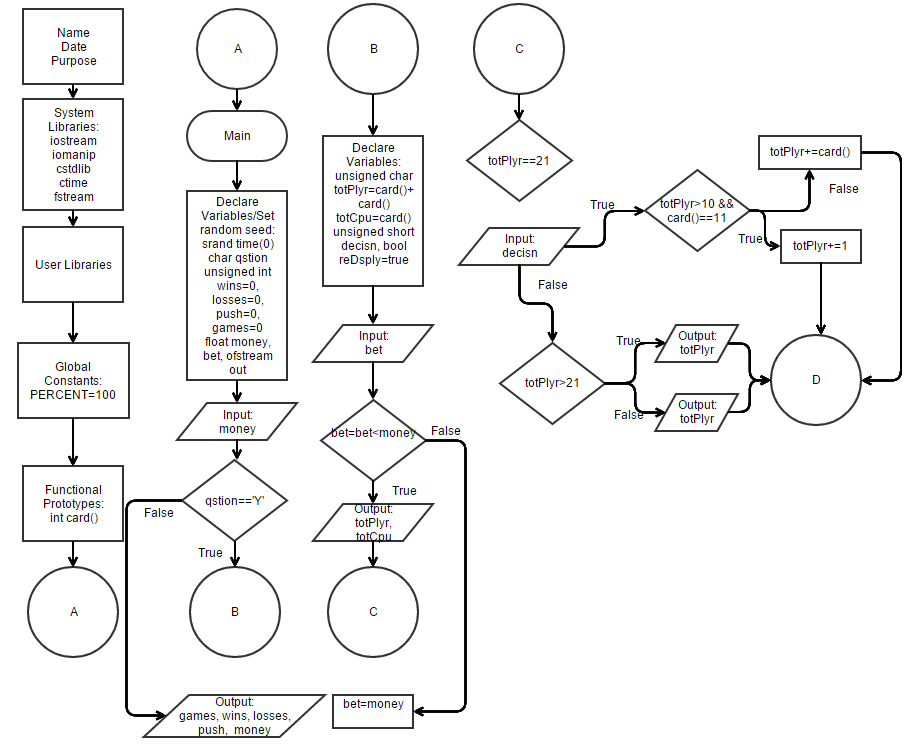 Name
Date
Purpose
System
Libraries:
iostream
iomanip
cstdlib
ctime
fstream
User Libraries
Global
Constants:
PERCENT=100
Functional
Prototypes:
int card()
A
A
Main
Declare
Variables/Set
random seed:
srand time(0)
char qstion
unsigned int
wins=0,
losses=0,
push=0,
games=0
float money,
bet, ofstream
out
Input:
money
qstion=='Y'
False
True
B
Output:
games, wins, losses,
push, money
B
Declare
Variables:
unsigned char
totPlyr=card()+
card()
totCpu=card()
unsigned short
decisn, bool
reDsply=true
Input:
bet
bet=bet<money
False
True
Output:
totPlyr,
totCpu
C
bet=money
C
totPlyr==21
Input:
decisn
True
False
totPlyr>10 &&
card()==11
totPlyr+=card()
False
True
totPlyr+=1
totPlyr>21
True
False
Output:
totPlyr
Output:
totPlyr
D